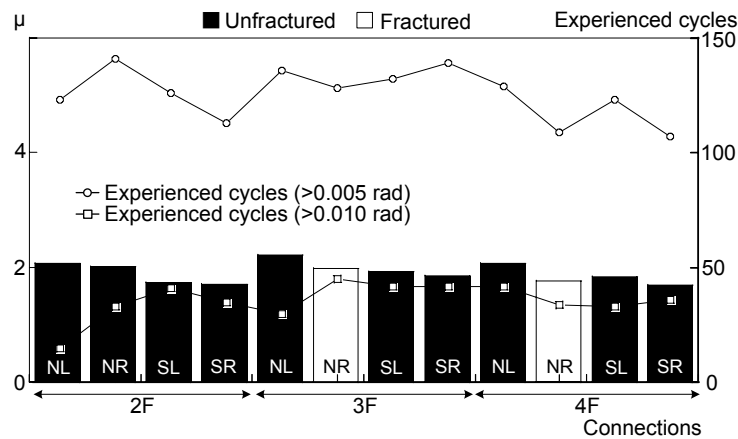 μ ■ Unfractured □ Fractured Experienced cycles
150
4 100
Experienced cycles (>0.005 rad)
Experienced cycles (>0.010 rad)
2 50
NL NR SL SR NL NR SL SR NL NR SL SR
0 0
2F 3F 4F
Connections